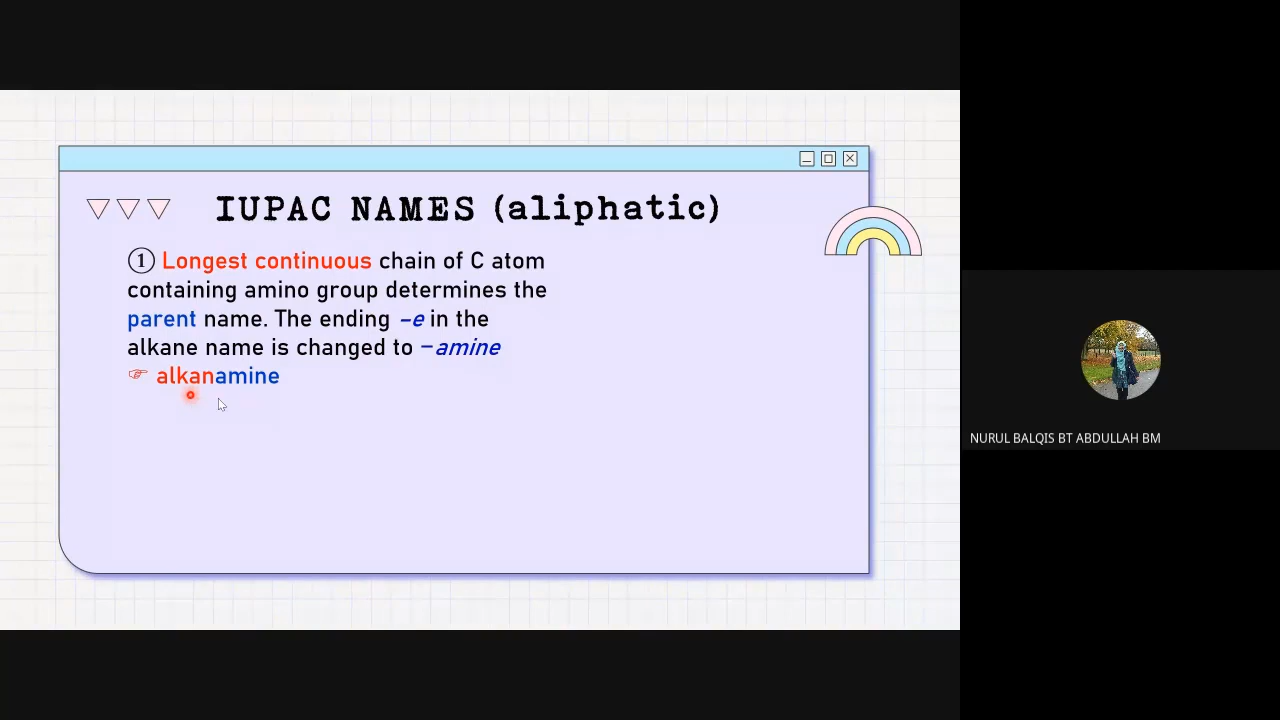 IUPAC NAMES (aliphatic)
① Longest continuous chain of C atom
containing amino group determines the
parent name. The ending –e in the
alkane name is changed to –amine
☞ alkanamine
NURUL BALQIS BT ABDULLAH BM